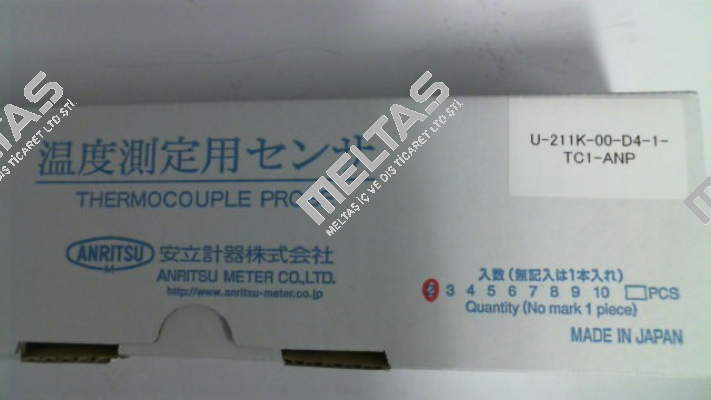 温度測定用センサ
THERMOCOUPLE
U-211K-00-D4-1-
TC1-ANP
ANRITSU
M
安立計器株式会社
ANRITSU METER CO.,LTD.
http://www.anritsu-meter.co.jp
入数(無記入は1本入れ)
3 4 5 6 7 8 9 10 PCS
Quantity (No mark 1 piece)
MADE IN JAPAN
MELTAS
MELTAŞ İÇ VE DIŞ TİCARET LTD.ŞTİ.